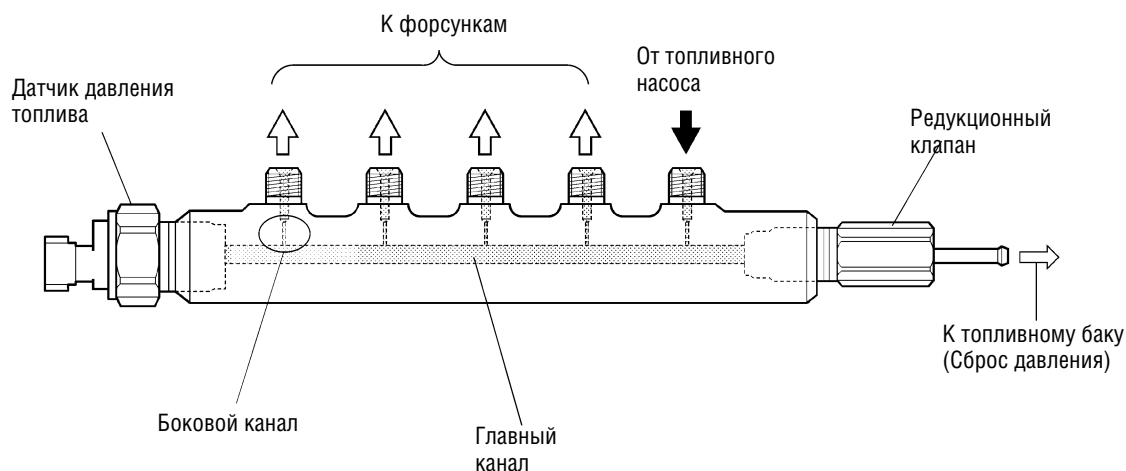 К форсункам
От топливного
насоса
Датчик давления
топлива
Редукционный
клапан
К топливному баку
(Сброс давления)
Боковой канал
Главный
канал